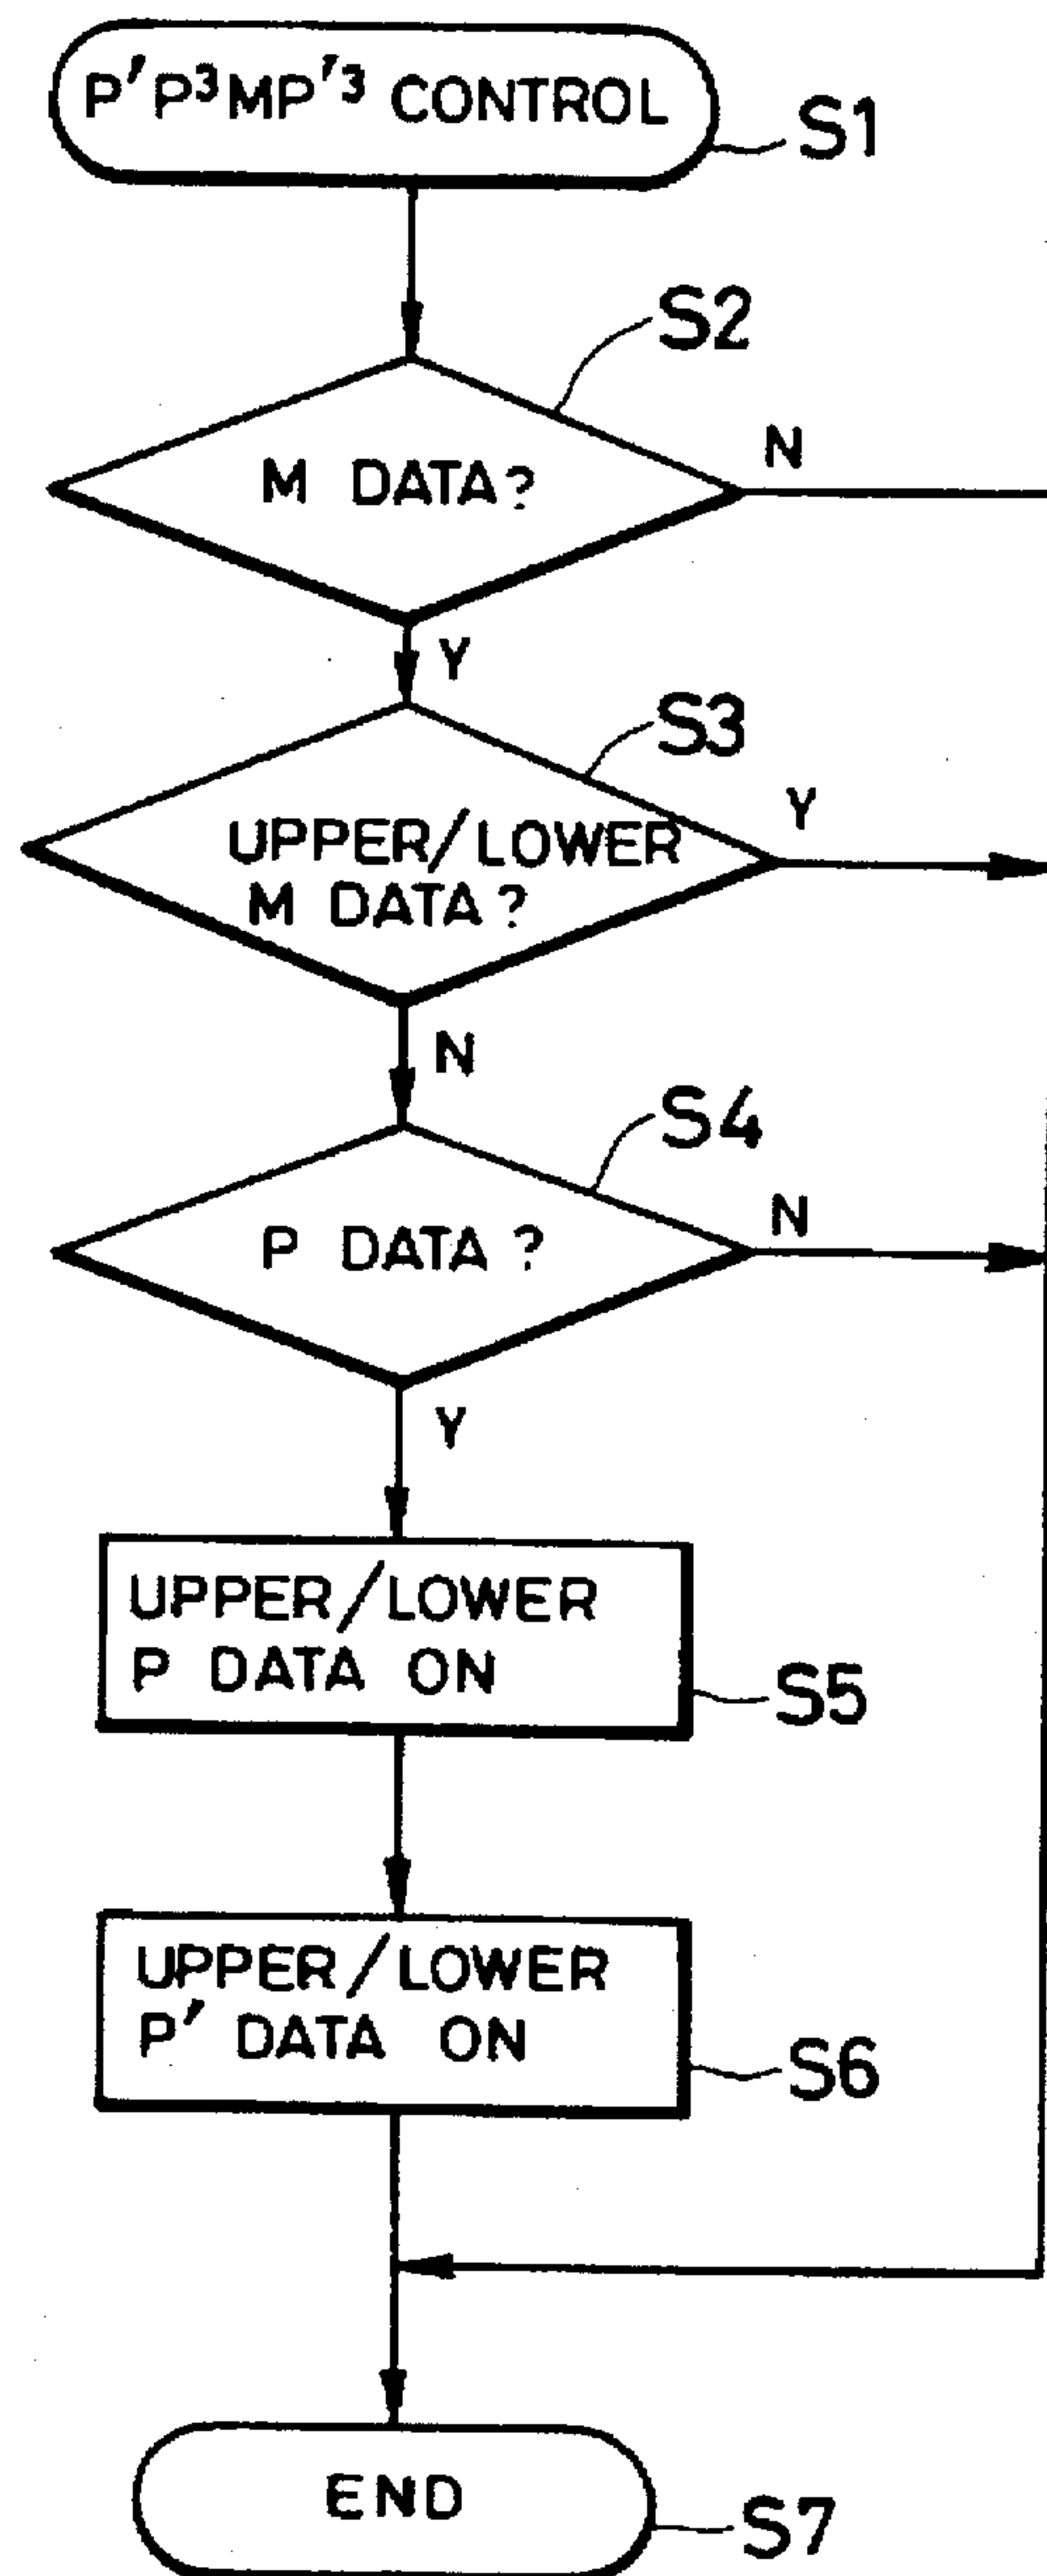 P'P³MP'³ CONTROL
S1
S2
M DATA?
N
Y
S3
UPPER/LOWER
M DATA?
Y
N
S4
P DATA?
N
Y
UPPER/LOWER
P DATA ON
S5
UPPER/LOWER
P' DATA ON
S6
END
S7